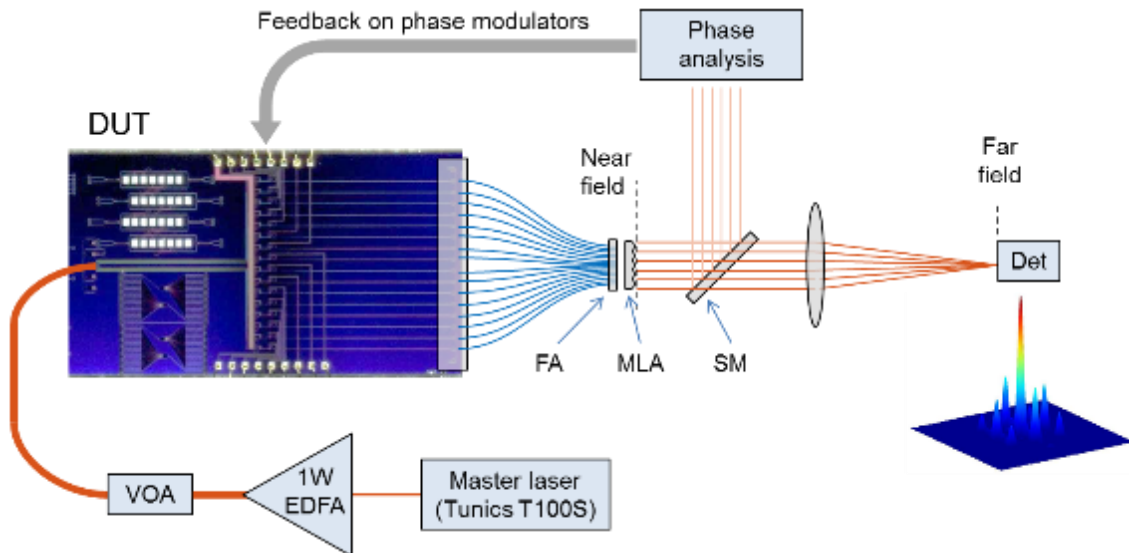 Feedback on phase modulators
Phase
analysis
DUT
Near
field
Far
field
Det
FA
MLA
SM
VOA
1W
EDFA
Master laser
(Tunics T100S)